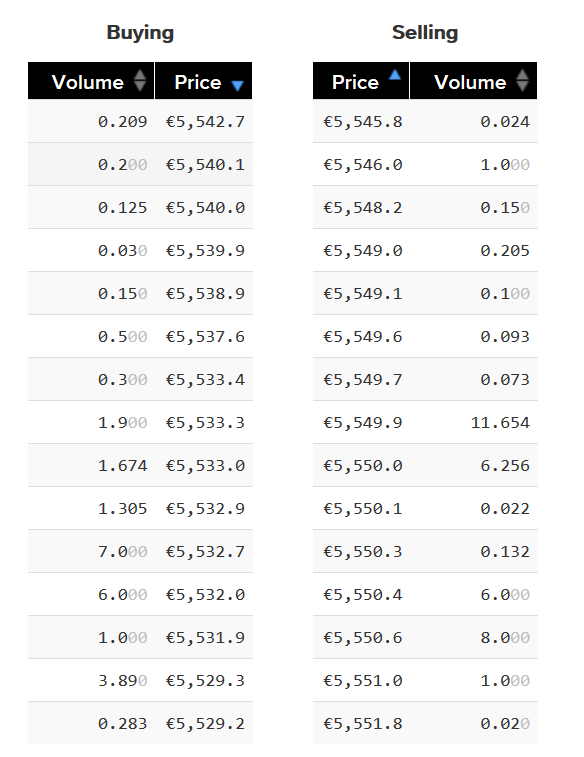 Buying Selling
Volume Price Price Volume
0.209 €5,542.7 €5,545.8 0.024
0.200 €5,540.1 €5,546.0 1.000
0.125 €5,540.0 €5,548.2 0.150
0.030 €5,539.9 €5,549.0 0.205
0.150 €5,538.9 €5,549.1 0.100
0.500 €5,537.6 €5,549.6 0.093
0.300 €5,533.4 €5,549.7 0.073
1.900 €5,533.3 €5,549.9 11.654
1.674 €5,533.0 €5,550.0 6.256
1.305 €5,532.9 €5,550.1 0.022
7.000 €5,532.7 €5,550.3 0.132
6.000 €5,532.0 €5,550.4 6.000
1.000 €5,531.9 €5,550.6 8.000
3.890 €5,529.3 €5,551.0 1.000
0.283 €5,529.2 €5,551.8 0.020